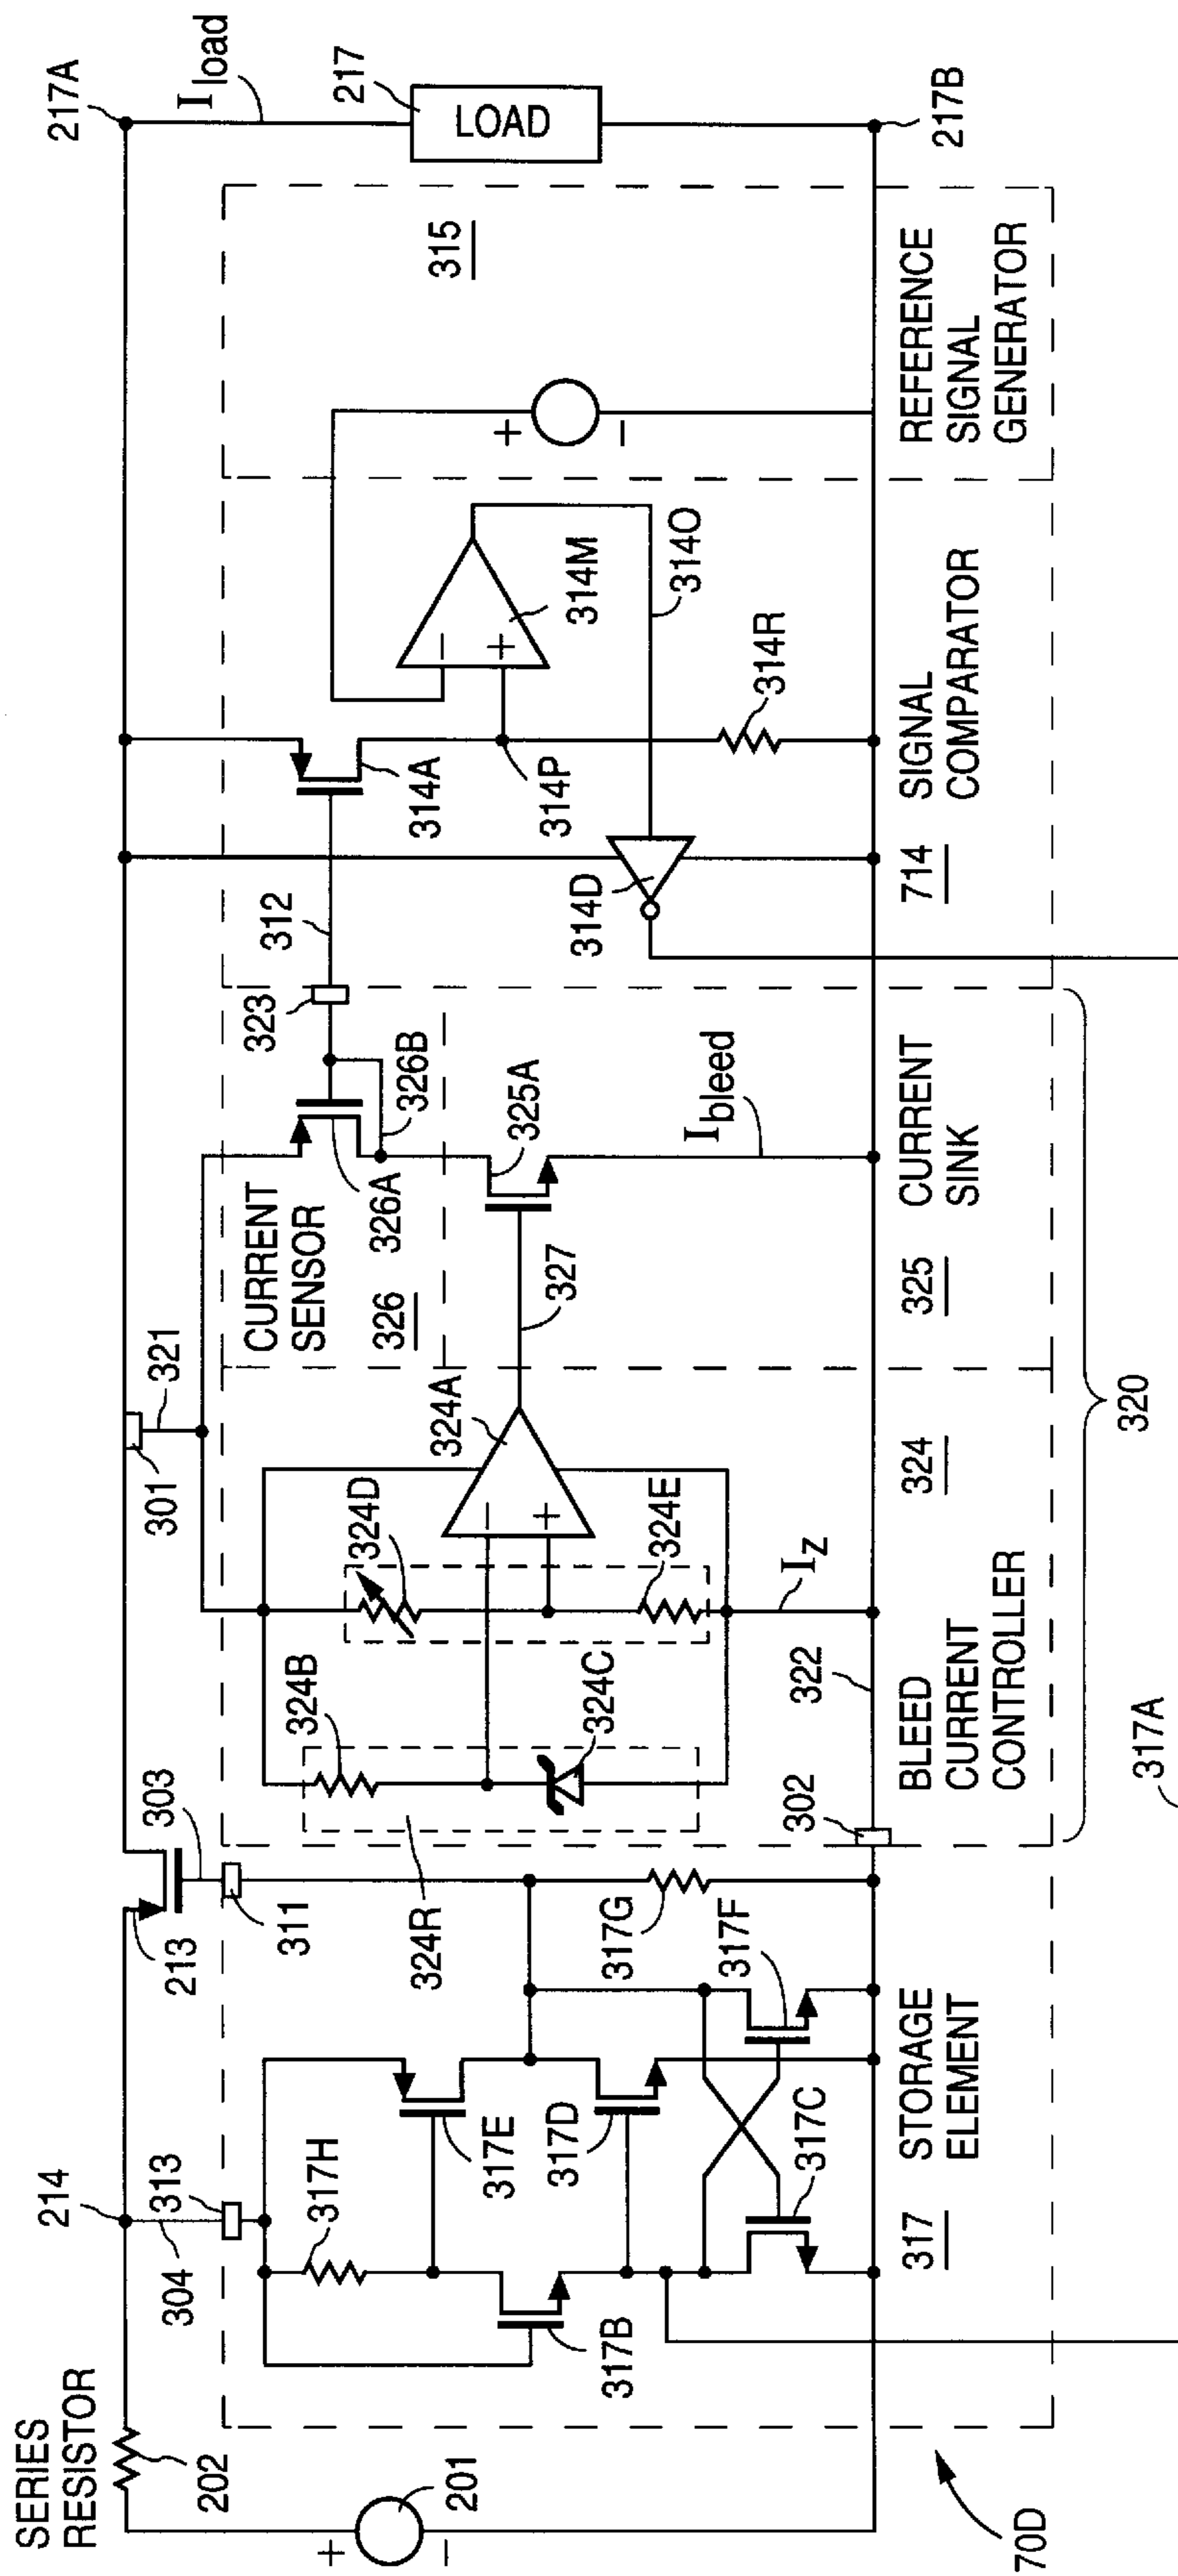 SERIES
RESISTOR
202
+
201
−
70D
214
304
313
317H
317E
317B
317D
317F
317C
317G
317
STORAGE
ELEMENT
213
303
311
302
324R
324B
324C
324D
324E
324A
−
+
I Z
322
BLEED
CURRENT
CONTROLLER
324
317A
320
301
321
CURRENT
SENSOR
326
326A
326B
323
327
325A
I bleed
CURRENT
SINK
325
312
314A
314P
314M
−
+
314O
314D
314R
SIGNAL
COMPARATOR
714
315
+
−
REFERENCE
SIGNAL
GENERATOR
217A
I load
217
LOAD
217B